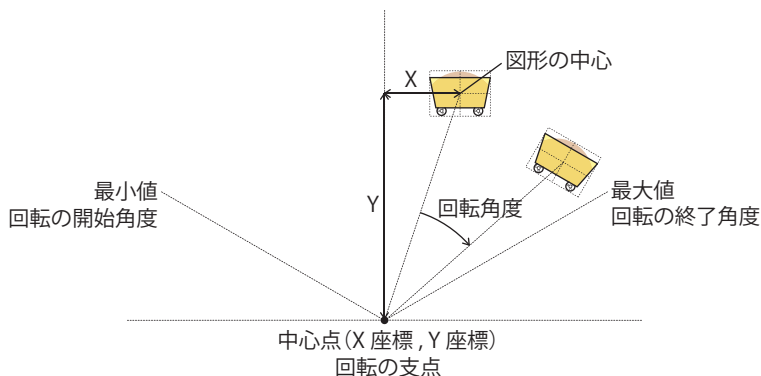 図形の中心
X
Y
最小値
回転の開始角度
回転角度
最大値
回転の終了角度
中心点(X 座標 , Y 座標)
回転の支点